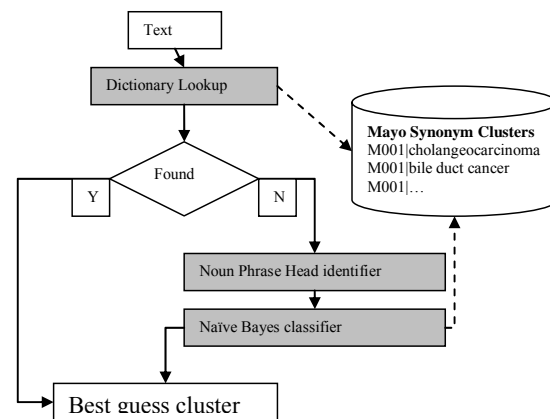 Text
Dictionary Lookup
Mayo Synonym Clusters
M001|cholangeocarcinoma
M001|bile duct cancer
M001|…
Found
Y
N
Noun Phrase Head identifier
Naïve Bayes classifier
Best guess cluster